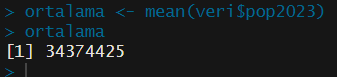 > ortalama <- mean(veri$pop2023)
> ortalama
[1] 34374425
>